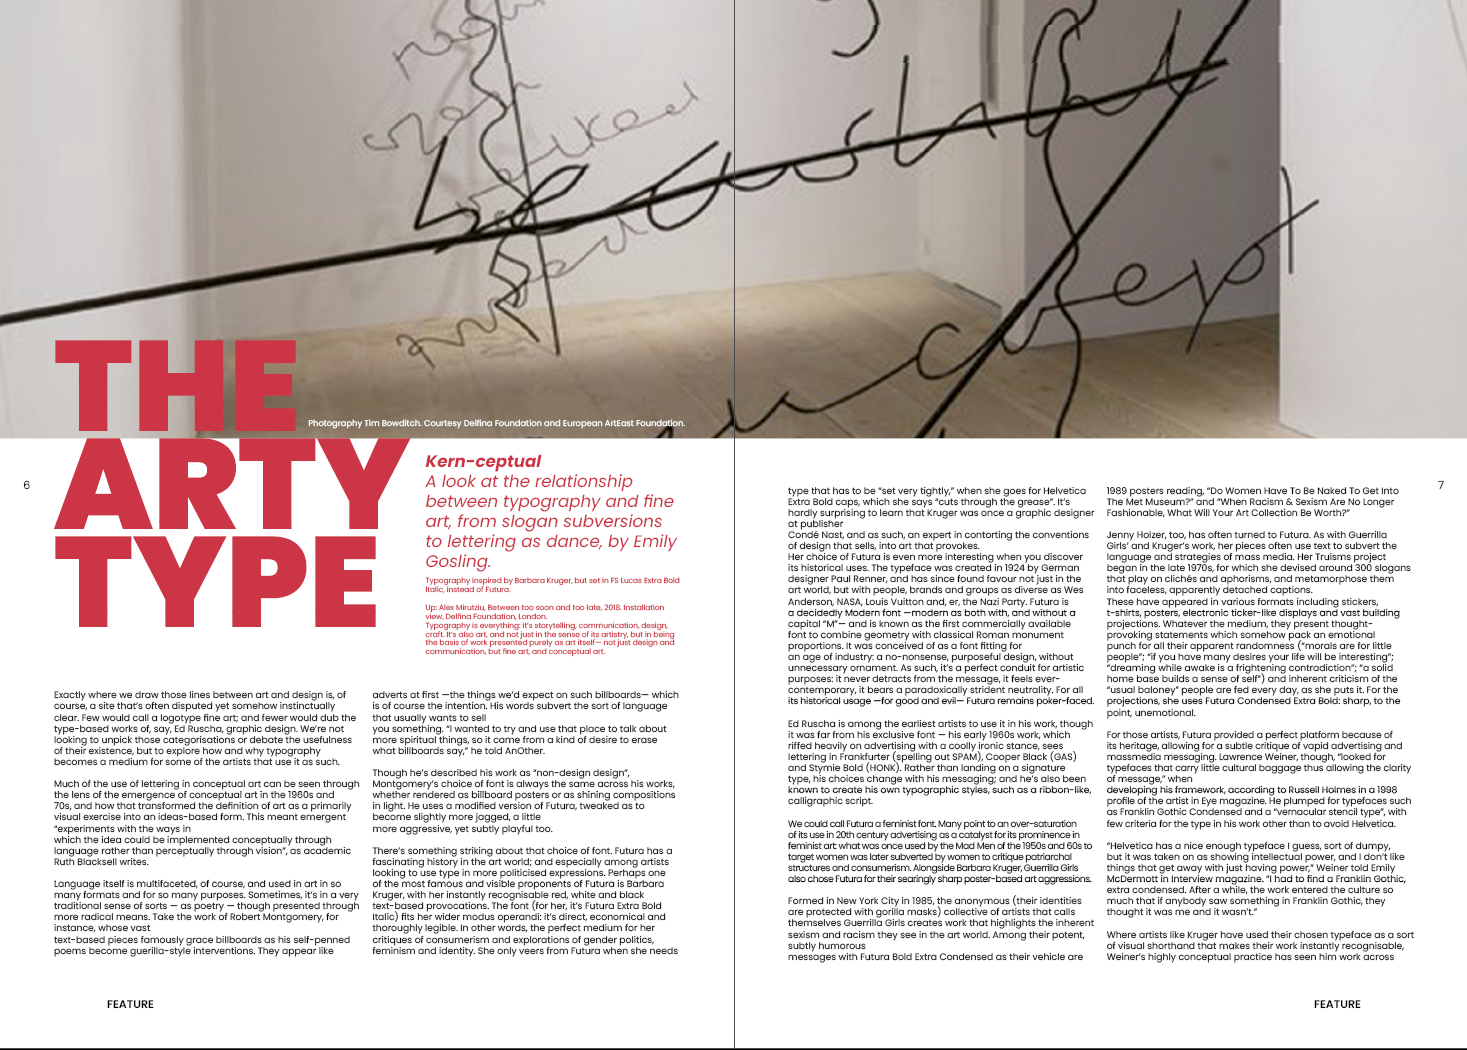 THE
ARTY
TYPE
Photography Tim Bowditch. Courtesy Delfina Foundation and European ArtEast Foundation.
6
Kern-ceptual
A look at the relationship
between typography and fine
art, from slogan subversions
to lettering as dance, by Emily
Gosling.
Typography inspired by Barbara Kruger, but set in FS Lucas Extra Bold
Italic, instead of Futura.
Up: Alex Mirutziu, Between too soon and too late, 2018. Installation
view, Delfina Foundation, London.
Typography is everything: it’s storytelling, communication, design,
craft. It’s also art, and not just in the sense of its artistry, but in being
the basis of work presented purely as art itself— not just design and
communication, but fine art, and conceptual art.
Exactly where we draw those lines between art and design is, of
course, a site that’s often disputed yet somehow instinctually
clear. Few would call a logotype fine art; and fewer would dub the
type-based works of, say, Ed Ruscha, graphic design. We’re not
looking to unpick those categorisations or debate the usefulness
of their existence, but to explore how and why typography
becomes a medium for some of the artists that use it as such.
Much of the use of lettering in conceptual art can be seen through
the lens of the emergence of conceptual art in the 1960s and
70s, and how that transformed the definition of art as a primarily
visual exercise into an ideas-based form. This meant emergent
“experiments with the ways in
which the idea could be implemented conceptually through
language rather than perceptually through vision”, as academic
Ruth Blacksell writes.
Language itself is multifaceted, of course, and used in art in so
many formats and for so many purposes. Sometimes, it’s in a very
traditional sense of sorts — as poetry — though presented through
more radical means. Take the work of Robert Montgomery, for
instance, whose vast
text-based pieces famously grace billboards as his self-penned
poems become guerilla-style interventions. They appear like
adverts at first —the things we’d expect on such billboards— which
is of course the intention. His words subvert the sort of language
that usually wants to sell
you something. “I wanted to try and use that place to talk about
more spiritual things, so it came from a kind of desire to erase
what billboards say,” he told AnOther.
Though he’s described his work as “non-design design”,
Montgomery’s choice of font is always the same across his works,
whether rendered as billboard posters or as shining compositions
in light. He uses a modified version of Futura, tweaked as to
become slightly more jagged, a little
more aggressive, yet subtly playful too.
There’s something striking about that choice of font. Futura has a
fascinating history in the art world; and especially among artists
looking to use type in more politicised expressions. Perhaps one
of the most famous and visible proponents of Futura is Barbara
Kruger, with her instantly recognisable red, white and black
text-based provocations. The font (for her, it’s Futura Extra Bold
Italic) fits her wider modus operandi: it’s direct, economical and
thoroughly legible. In other words, the perfect medium for her
critiques of consumerism and explorations of gender politics,
feminism and identity. She only veers from Futura when she needs
FEATURE
7
type that has to be “set very tightly,” when she goes for Helvetica
Extra Bold caps, which she says “cuts through the grease”. It’s
hardly surprising to learn that Kruger was once a graphic designer
at publisher
Condé Nast, and as such, an expert in contorting the conventions
of design that sells, into art that provokes.
Her choice of Futura is even more interesting when you discover
its historical uses. The typeface was created in 1924 by German
designer Paul Renner, and has since found favour not just in the
art world, but with people, brands and groups as diverse as Wes
Anderson, NASA, Louis Vuitton and, er, the Nazi Party. Futura is
a decidedly Modern font —modern as both with, and without a
capital “M”— and is known as the first commercially available
font to combine geometry with classical Roman monument
proportions. It was conceived of as a font fitting for
an age of industry: a no-nonsense, purposeful design, without
unnecessary ornament. As such, it’s a perfect conduit for artistic
purposes: it never detracts from the message, it feels ever-
contemporary, it bears a paradoxically strident neutrality. For all
its historical usage —for good and evil— Futura remains poker-faced.
Ed Ruscha is among the earliest artists to use it in his work, though
it was far from his exclusive font — his early 1960s work, which
riffed heavily on advertising with a coolly ironic stance, sees
lettering in Frankfurter (spelling out SPAM), Cooper Black (GAS)
and Stymie Bold (HONK). Rather than landing on a signature
type, his choices change with his messaging; and he’s also been
known to create his own typographic styles, such as a ribbon-like,
calligraphic script.
We could call Futura a feminist font. Many point to an over-saturation
of its use in 20th century advertising as a catalyst for its prominence in
feminist art: what was once used by the Mad Men of the 1950s and 60s to
target women was later subverted by women to critique patriarchal
structures and consumerism. Alongside Barbara Kruger, Guerrilla Girls
also chose Futura for their searingly sharp poster-based art aggressions.
Formed in New York City in 1985, the anonymous (their identities
are protected with gorilla masks) collective of artists that calls
themselves Guerrilla Girls creates work that highlights the inherent
sexism and racism they see in the art world. Among their potent,
subtly humorous
messages with Futura Bold Extra Condensed as their vehicle are
1989 posters reading, “Do Women Have To Be Naked To Get Into
The Met Museum?” and “When Racism & Sexism Are No Longer
Fashionable, What Will Your Art Collection Be Worth?”
Jenny Holzer, too, has often turned to Futura. As with Guerrilla
Girls’ and Kruger’s work, her pieces often use text to subvert the
language and strategies of mass media. Her Truisms project
began in the late 1970s, for which she devised around 300 slogans
that play on clichés and aphorisms, and metamorphose them
into faceless, apparently detached captions.
These have appeared in various formats including stickers,
t-shirts, posters, electronic ticker-like displays and vast building
projections. Whatever the medium, they present thought-
provoking statements which somehow pack an emotional
punch for all their apparent randomness (“morals are for little
people”; “if you have many desires your life will be interesting”;
“dreaming while awake is a frightening contradiction”; “a solid
home base builds a sense of self”) and inherent criticism of the
“usual baloney” people are fed every day, as she puts it. For the
projections, she uses Futura Condensed Extra Bold: sharp, to the
point, unemotional.
For those artists, Futura provided a perfect platform because of
its heritage, allowing for a subtle critique of vapid advertising and
massmedia messaging. Lawrence Weiner, though, “looked for
typefaces that carry little cultural baggage thus allowing the clarity
of message,” when
developing his framework, according to Russell Holmes in a 1998
profile of the artist in Eye magazine. He plumped for typefaces such
as Franklin Gothic Condensed and a “vernacular stencil type”, with
few criteria for the type in his work other than to avoid Helvetica.
“Helvetica has a nice enough typeface I guess, sort of dumpy,
but it was taken on as showing intellectual power, and I don’t like
things that get away with just having power,” Weiner told Emily
McDermott in Interview magazine. “I had to find a Franklin Gothic,
extra condensed. After a while, the work entered the culture so
much that if anybody saw something in Franklin Gothic, they
thought it was me and it wasn’t.”
Where artists like Kruger have used their chosen typeface as a sort
of visual shorthand that makes their work instantly recognisable,
Weiner’s highly conceptual practice has seen him work across
FEATURE